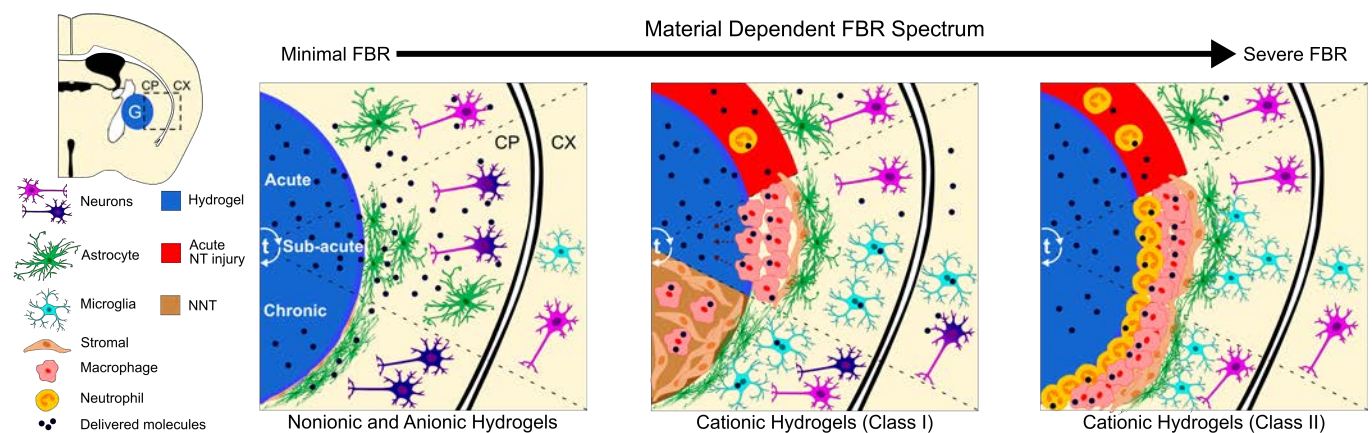 Material Dependent FBR Spectrum
Minimal FBR
Severe FBR
CP
CX
G
Neurons
Hydrogel
Astrocyte
Acute
NT injury
Microglia
NNT
Stromal
Macrophage
Neutrophil
Delivered molecules
CP
CX
Acute
t
Sub-acute
Chronic
t
t
Nonionic and Anionic Hydrogels
Cationic Hydrogels (Class I)
Cationic Hydrogels (Class II)